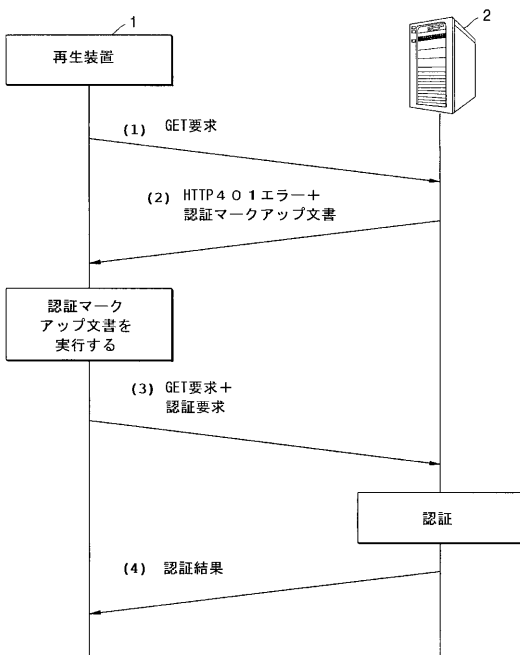 1
再生装置
2
(1) GET要求
(2) HTTP401エラー+
認証マークアップ文書
認証マーク
アップ文書を
実行する
(3) GET要求+
認証要求
認証
(4) 認証結果